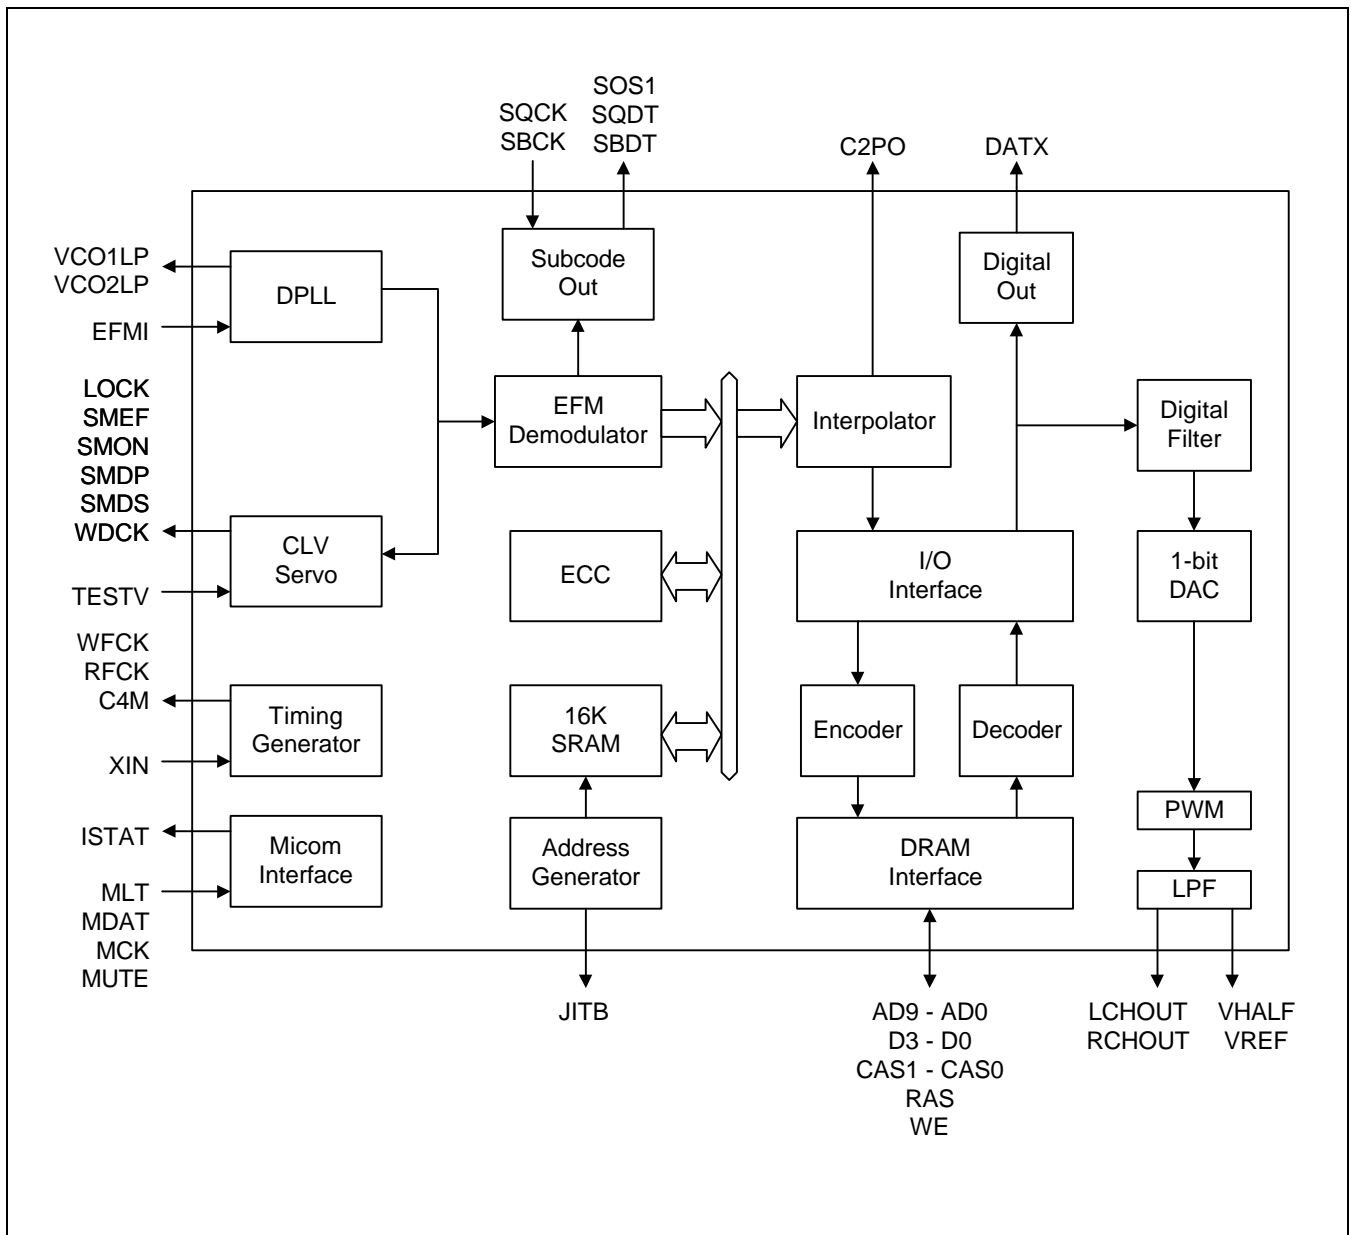 SOS1
SQCK
SQDT
SBCK
SBDT
C2PO
DATX
VCO1LP
VCO2LP
EFMI
DPLL
Subcode
Out
Digital
Out
LOCK
SMEF
SMON
SMDP
SMDS
WDCK
TESTV
EFM
Demodulator
Interpolator
Digital
Filter
CLV
Servo
ECC
I/O
Interface
1-bit
DAC
WFCK
RFCK
C4M
XIN
Timing
Generator
16K
SRAM
Encoder
Decoder
PWM
ISTAT
MLT
MDAT
MCK
MUTE
Micom
Interface
Address
Generator
DRAM
Interface
LPF
JITB
AD9 - AD0
D3 - D0
CAS1 - CAS0
RAS
WE
LCHOUT
RCHOUT
VHALF
VREF